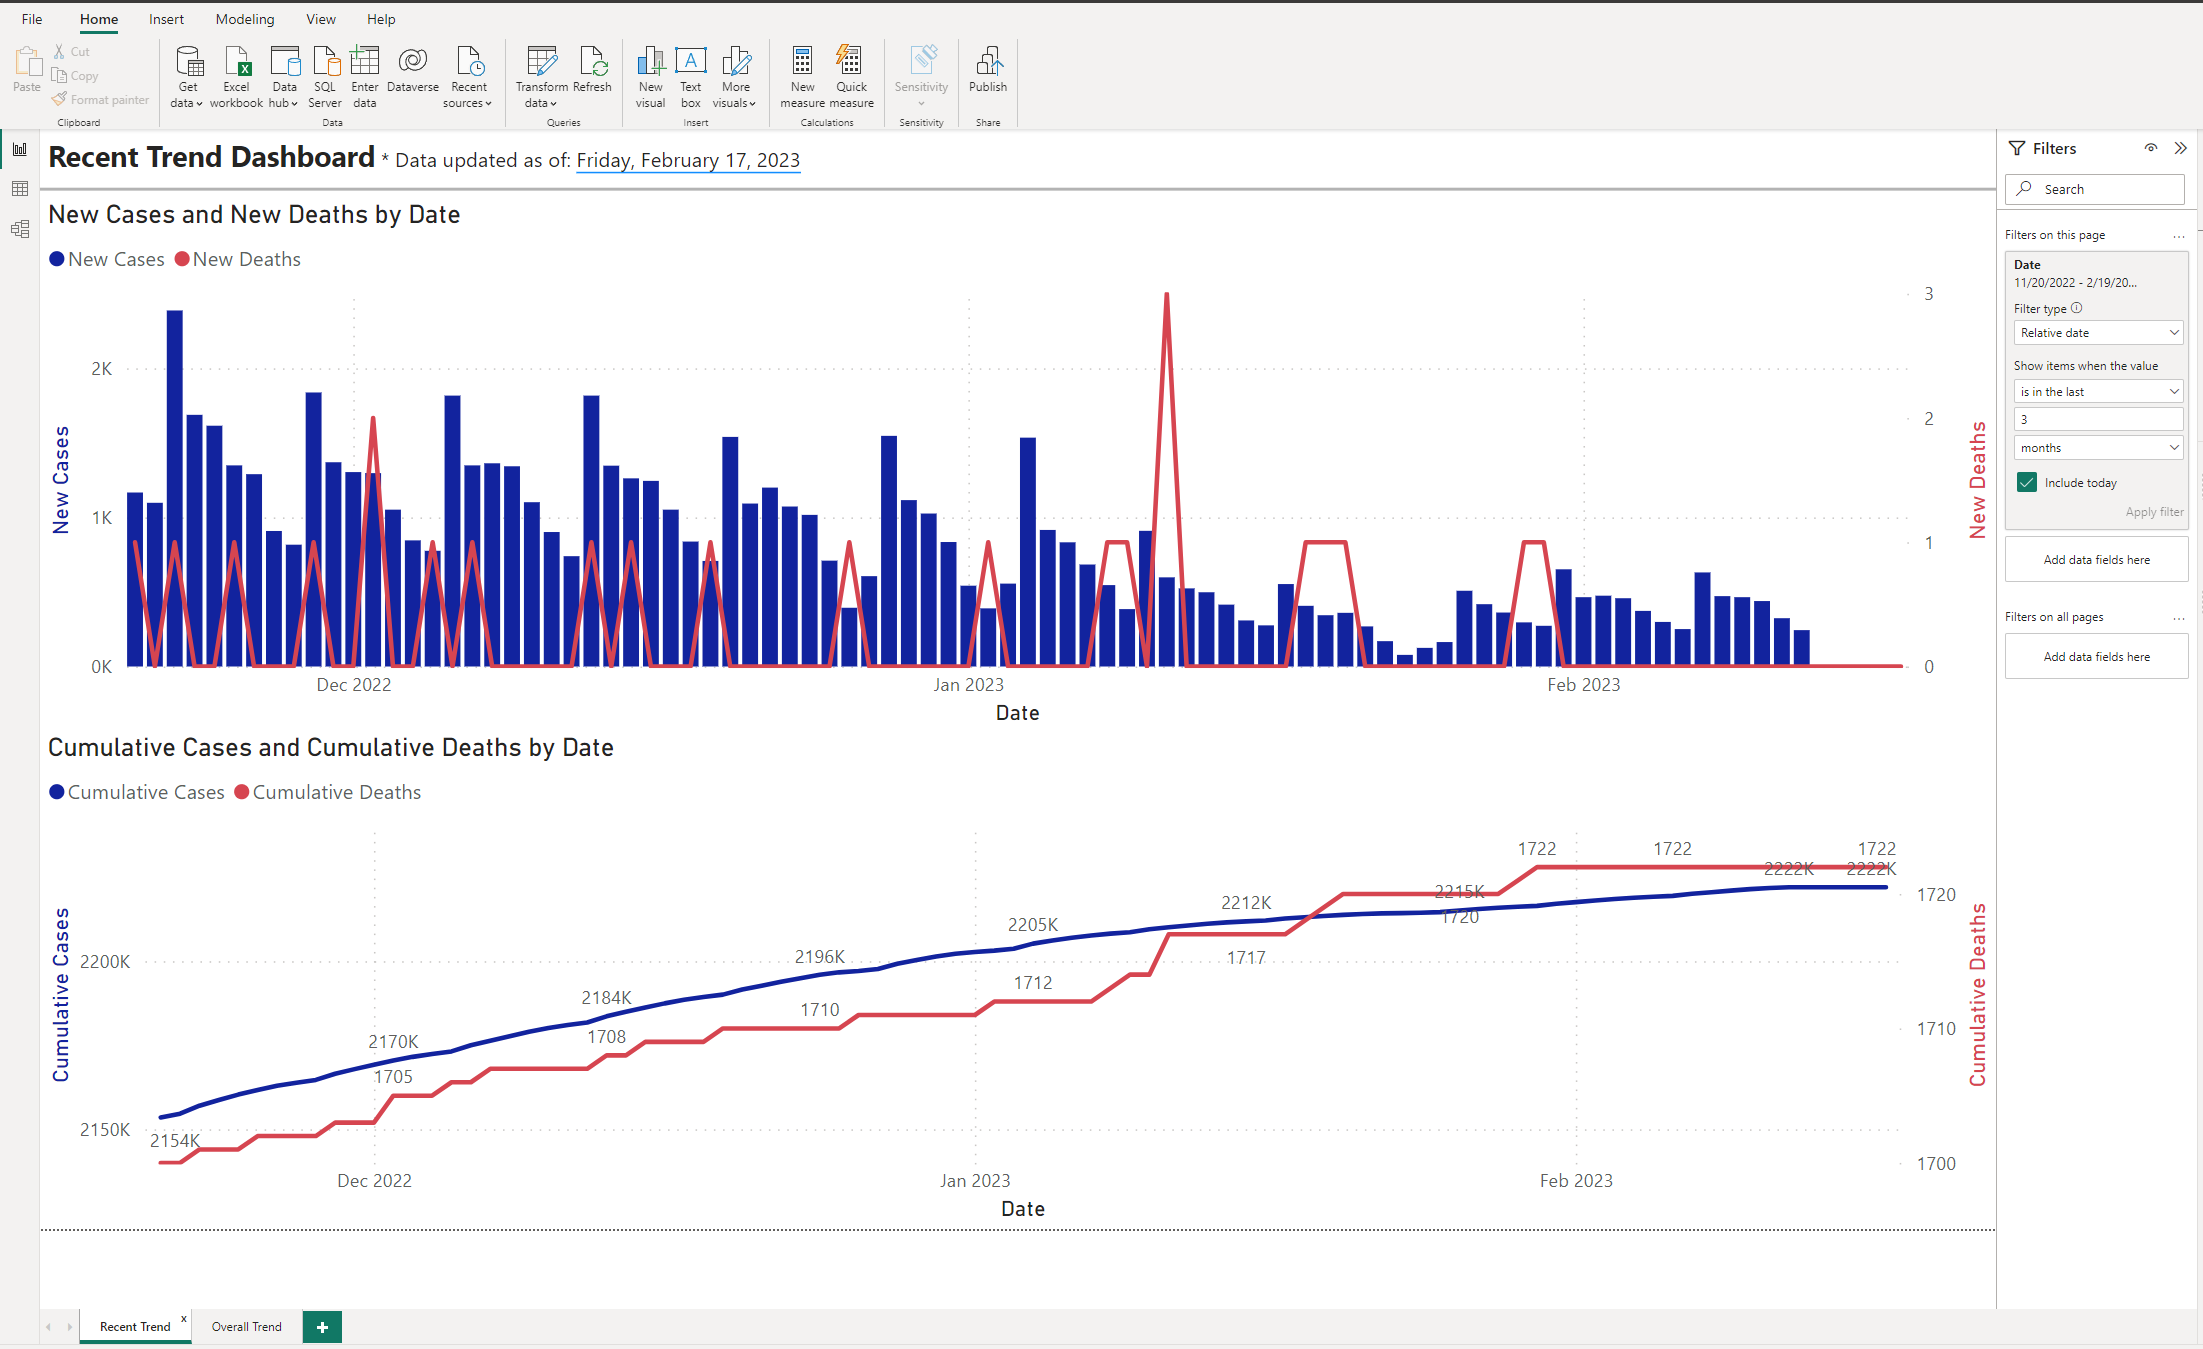 File Home Insert Modeling View Help
Paste
Cut
Copy
Format painter
Clipboard
Get data
Excel workbook
Data hub
SQL Server
Enter data
Dataverse
Recent sources
Data
Transform data
Refresh
Queries
New visual
Text box
More visuals
Insert
New measure
Quick measure
Calculations
Sensitivity
Sensitivity
Publish
Share
Recent Trend Dashboard * Data updated as of: Friday, February 17, 2023
New Cases and New Deaths by Date
New Cases New Deaths
New Cases
2K
1K
0K
3
2
1
0
New Deaths
Dec 2022 Jan 2023 Feb 2023
Date
Cumulative Cases and Cumulative Deaths by Date
Cumulative Cases Cumulative Deaths
Cumulative Cases
2200K
2150K
2154K
2170K
1705
2184K
1708
2196K
1710
2205K
1712
2212K
1717
2215K
1720
1722
1722
2222K
1722
2222K
1720
1710
1700
Cumulative Deaths
Dec 2022 Jan 2023 Feb 2023
Date
Filters
Search
Filters on this page ...
Date
11/20/2022 - 2/19/20...
Filter type
Relative date
Show items when the value
is in the last
3
months
Include today
Apply filter
Add data fields here
Filters on all pages ...
Add data fields here
Recent Trend x Overall Trend +